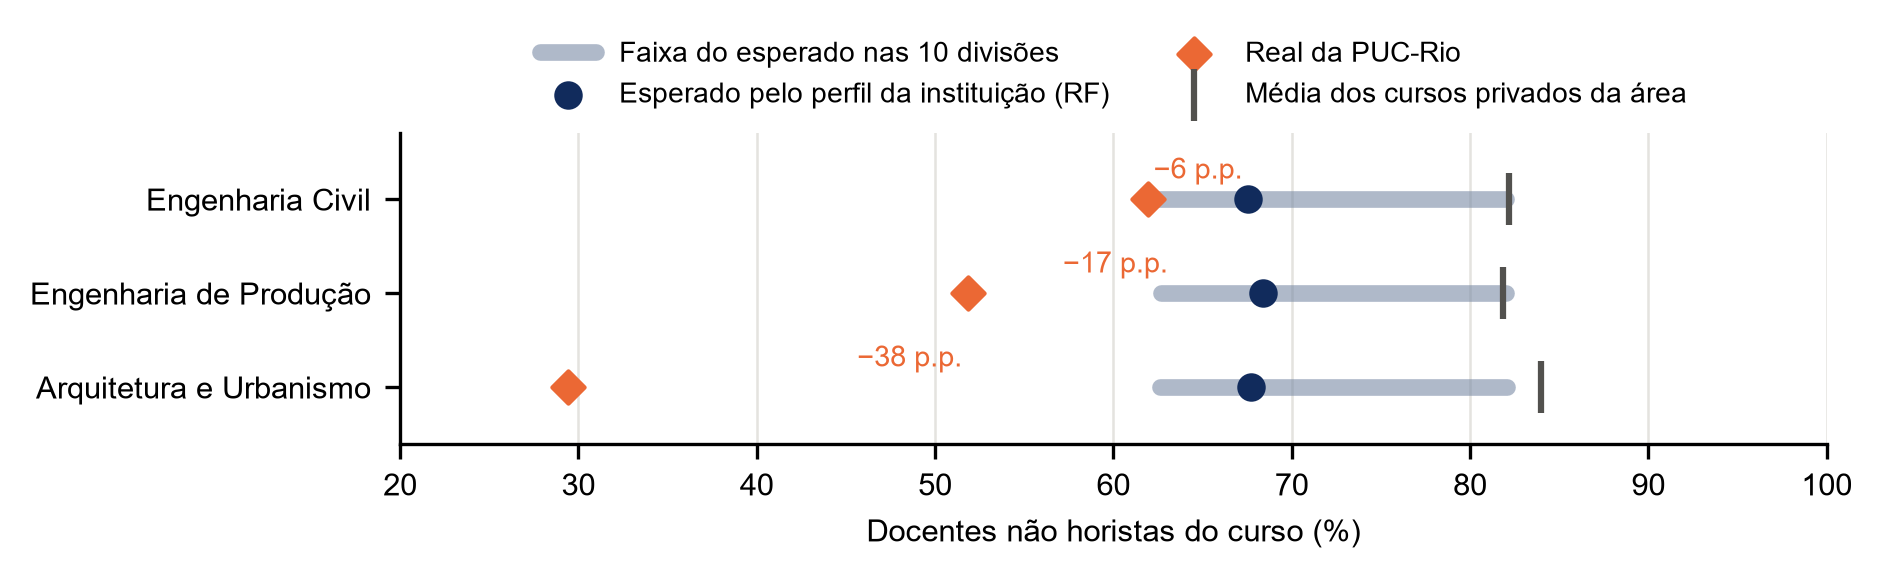 Faixa do esperado nas 10 divisões
Esperado pelo perfil da instituição (RF)
Real da PUC-Rio
Média dos cursos privados da área
Engenharia Civil
−6 p.p.
Engenharia de Produção
−17 p.p.
Arquitetura e Urbanismo
−38 p.p.
20 30 40 50 60 70 80 90 100
Docentes não horistas do curso (%)